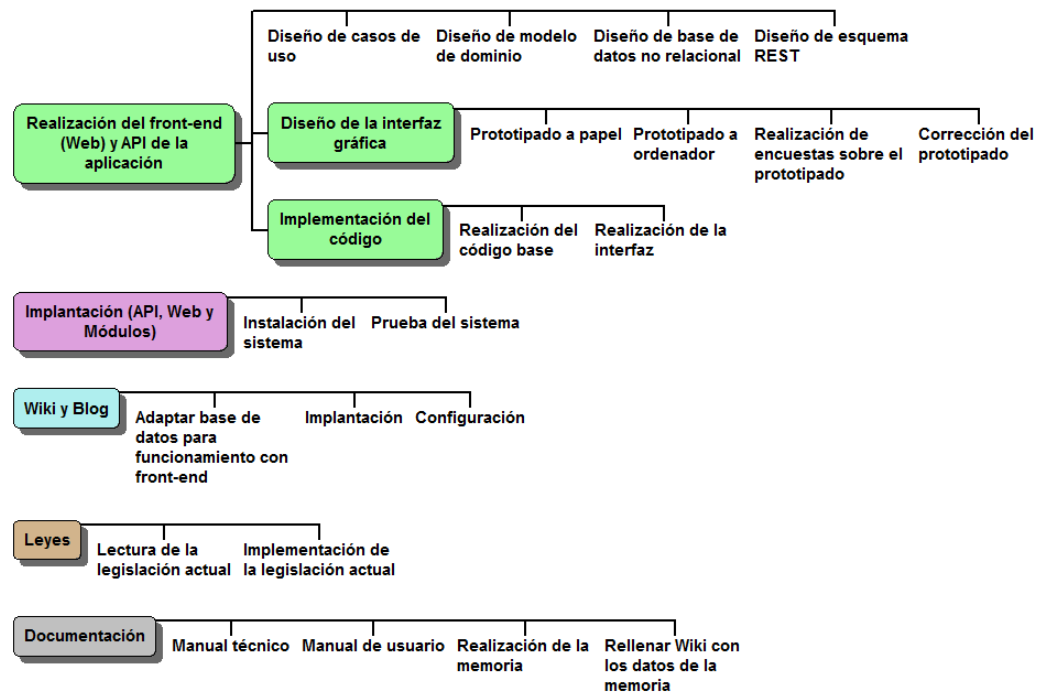 Diseño de casos de
uso
Diseño de modelo
de dominio
Diseño de base de
datos no relacional
Diseño de esquema
REST
Realización del front-end
(Web) y API de la
aplicación
Diseño de la interfaz
gráfica
Prototipado a papel
Prototipado a
ordenador
Realización de
encuestas sobre el
prototipado
Corrección del
prototipado
Implementación del
código
Realización del
código base
Realización de la
interfaz
Implantación (API, Web y
Módulos)
Instalación del
sistema
Prueba del sistema
Wiki y Blog
Adaptar base de
datos para
funcionamiento con
front-end
Implantación
Configuración
Leyes
Lectura de la
legislación actual
Implementación de
la legislación actual
Documentación
Manual técnico
Manual de usuario
Realización de la
memoria
Rellenar Wiki con
los datos de la
memoria